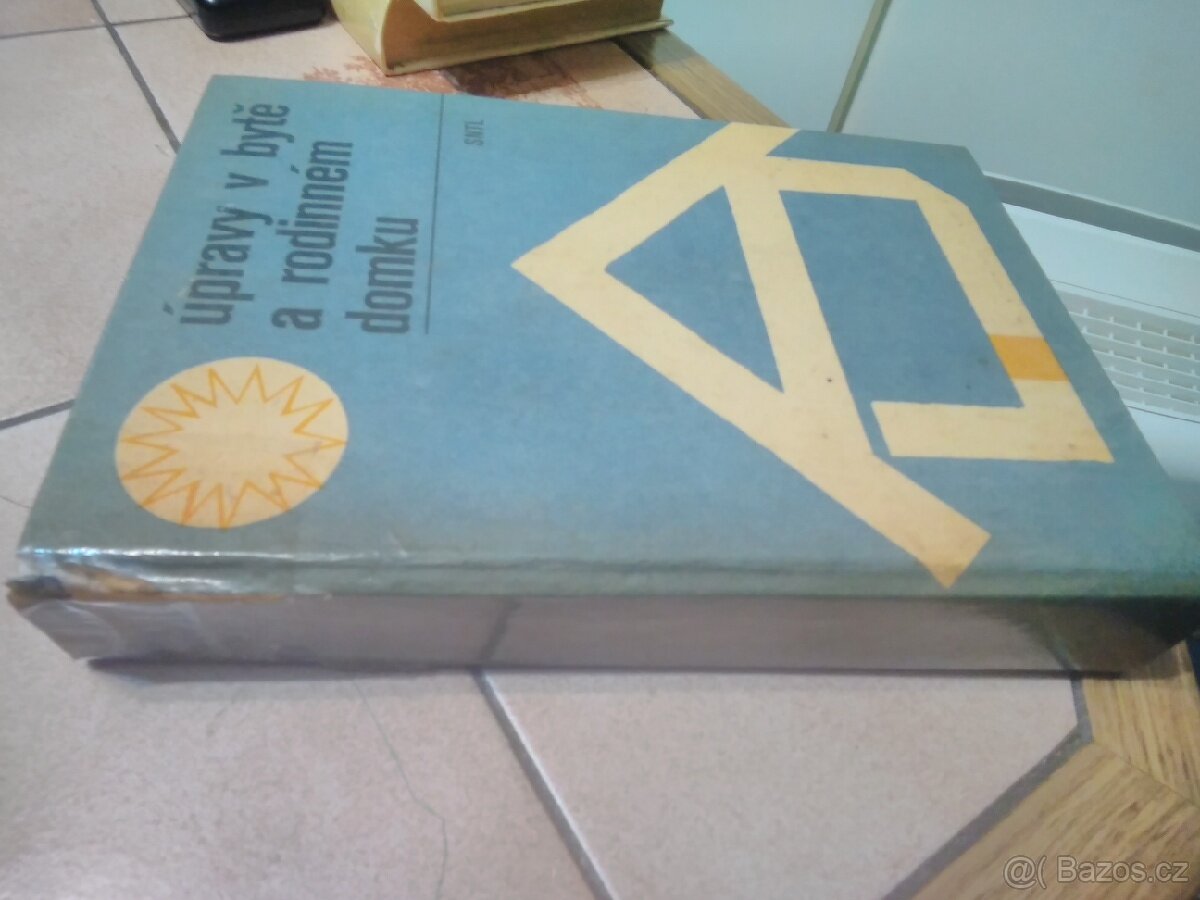 úpravy v bytě
a rodinném
domku
SNTL
@( Bazos.cz